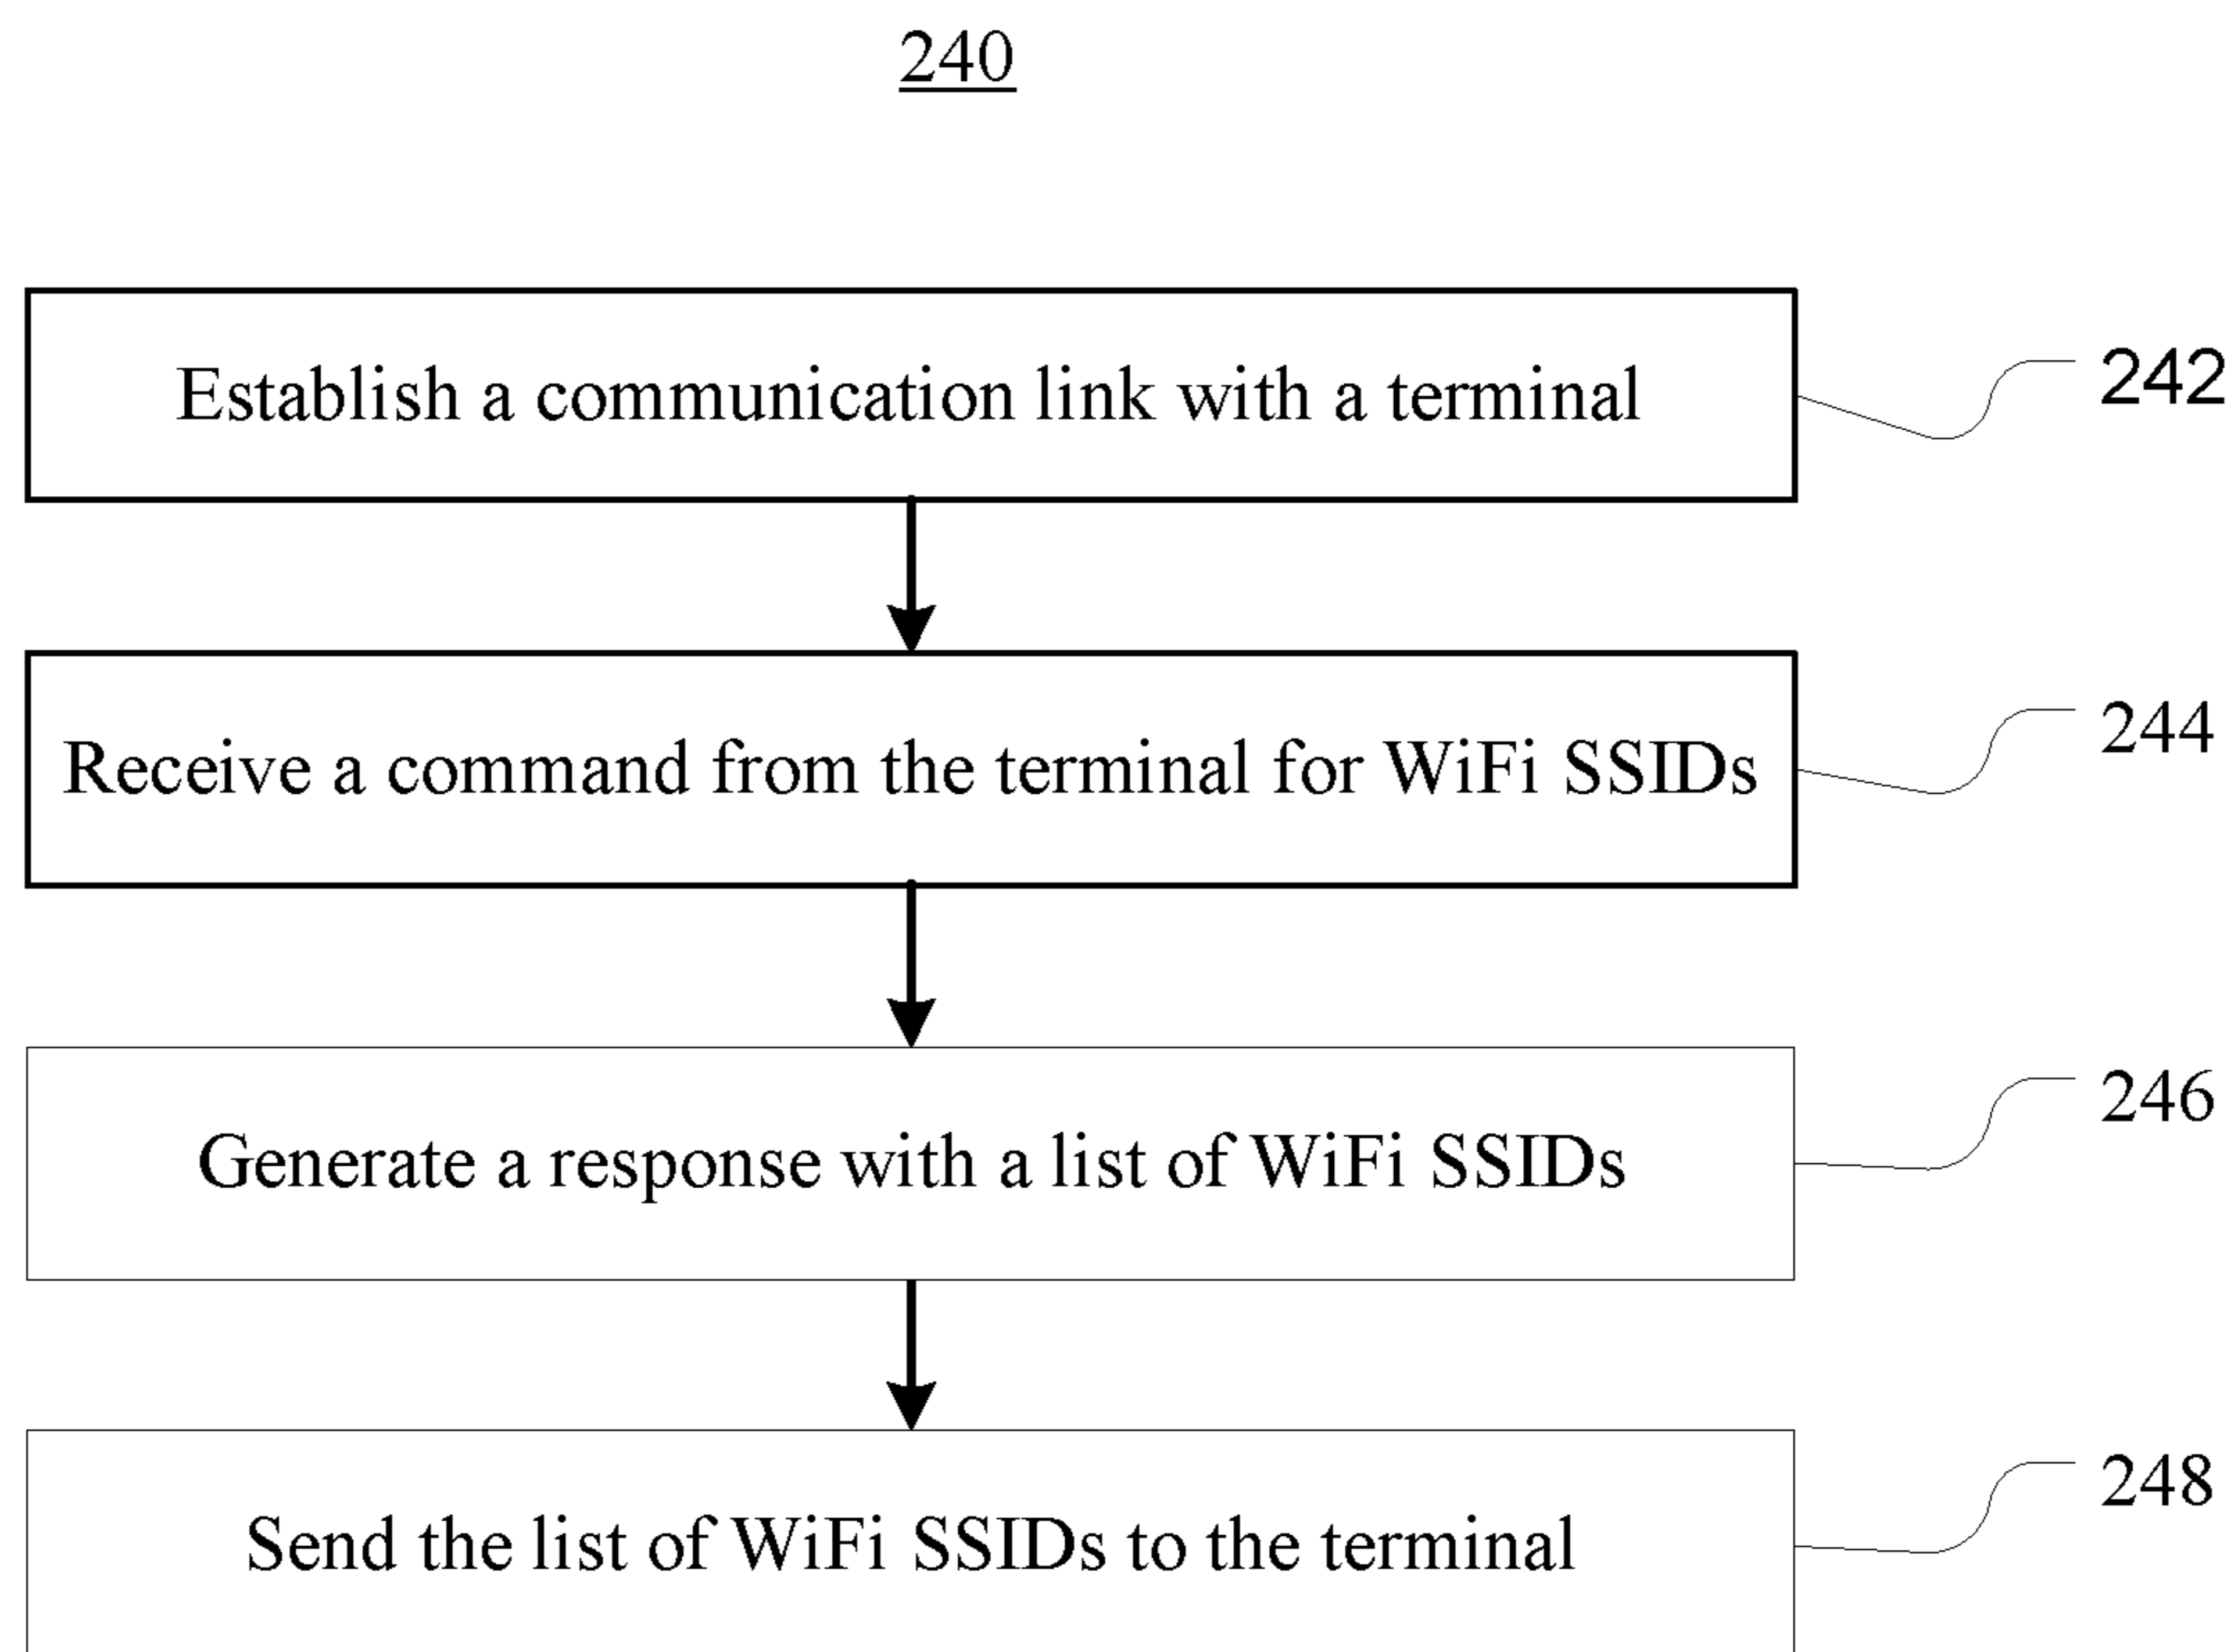 240
Establish a communication link with a terminal
242
Receive a command from the terminal for WiFi SSIDs
244
Generate a response with a list of WiFi SSIDs
246
Send the list of WiFi SSIDs to the terminal
248